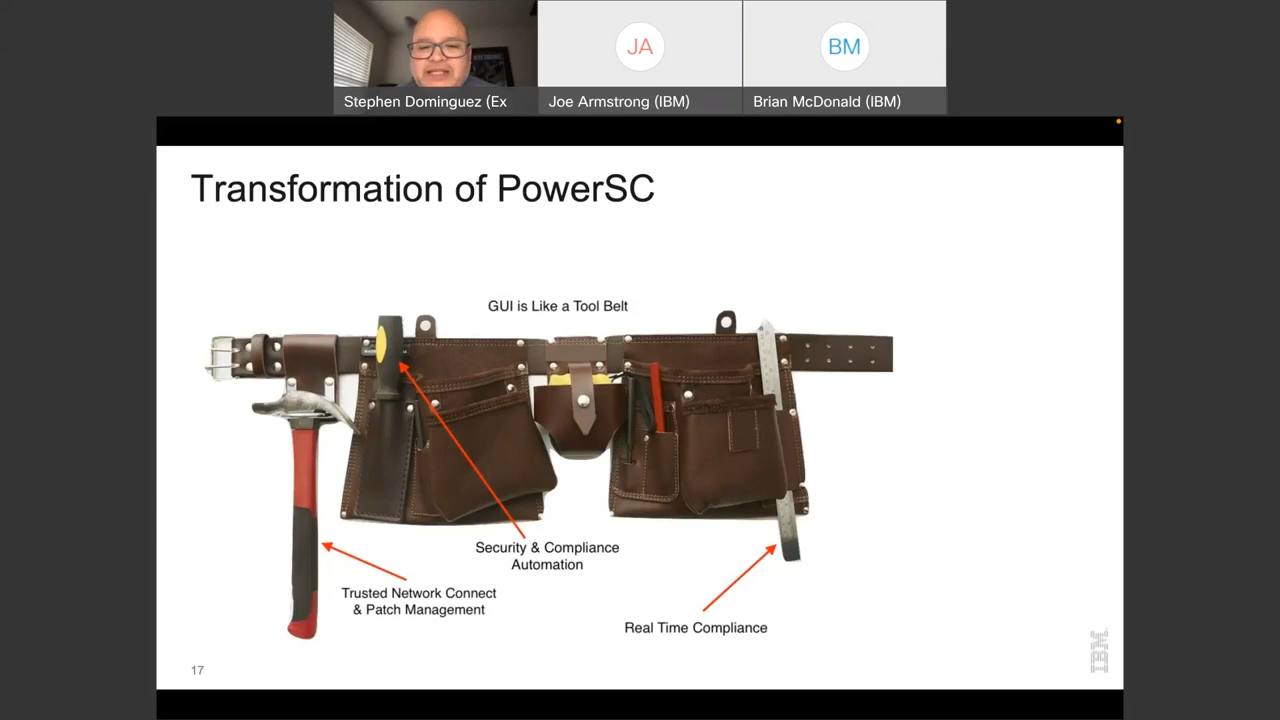 JA
BM
Stephen Dominguez (Ex
Joe Armstrong (IBM)
Brian McDonald (IBM)
Transformation of PowerSC
GUI is Like a Tool Belt
Security & Compliance
Automation
Trusted Network Connect
& Patch Management
Real Time Compliance
17
IBM